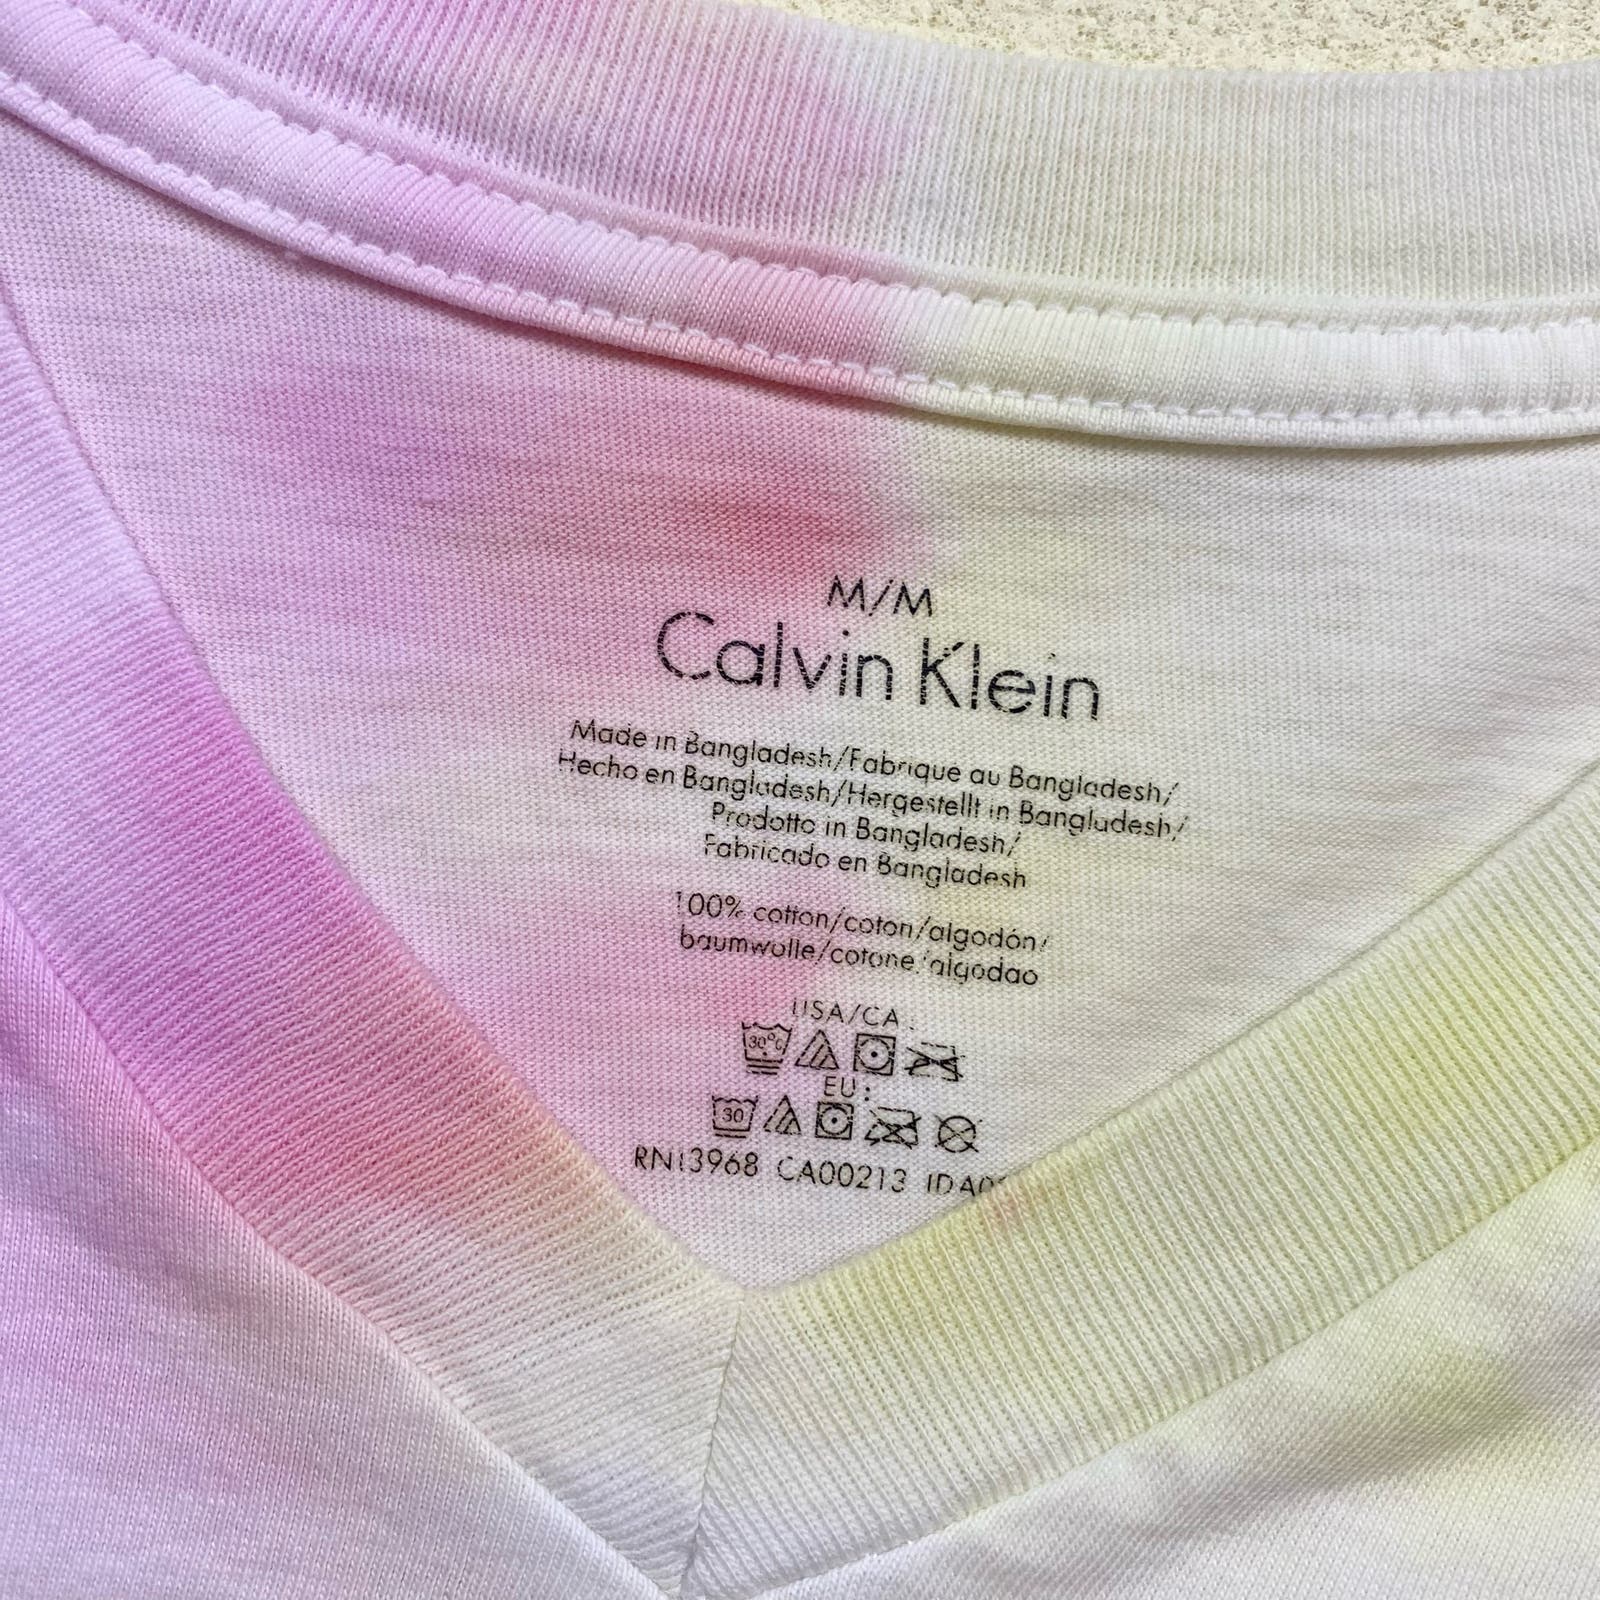 M/M
Calvin Klein
Made in Bangladesh/Fabrique au Bangladesh/
Hecho en Bangladesh/Hergestellt in Bangladesh/
Prodotto in Bangladesh/
Fabricado en Bangladesh
100% cotton/coton/algodón/
baumwolle/cotone/algodao
USA/CA:
30°C
EU:
30
RN13968 CA00213